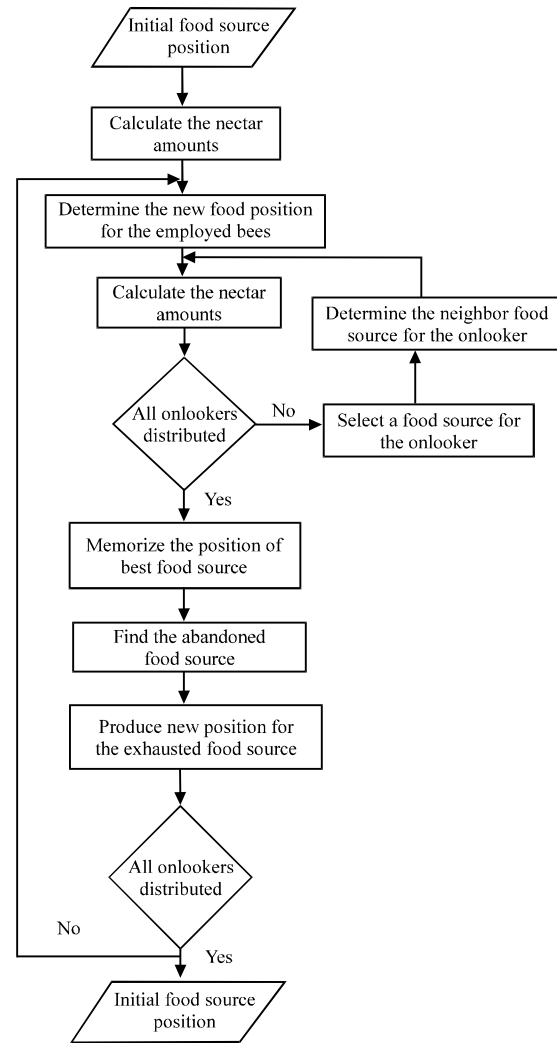 Initial food source
position
Calculate the nectar
amounts
Determine the new food position
for the employed bees
Calculate the nectar
amounts
Determine the neighbor food
source for the onlooker
All onlookers
distributed
No
Select a food source for
the onlooker
Yes
Memorize the position of
best food source
Find the abandoned
food source
Produce new position for
the exhausted food source
All onlookers
distributed
No
Yes
Initial food source
position